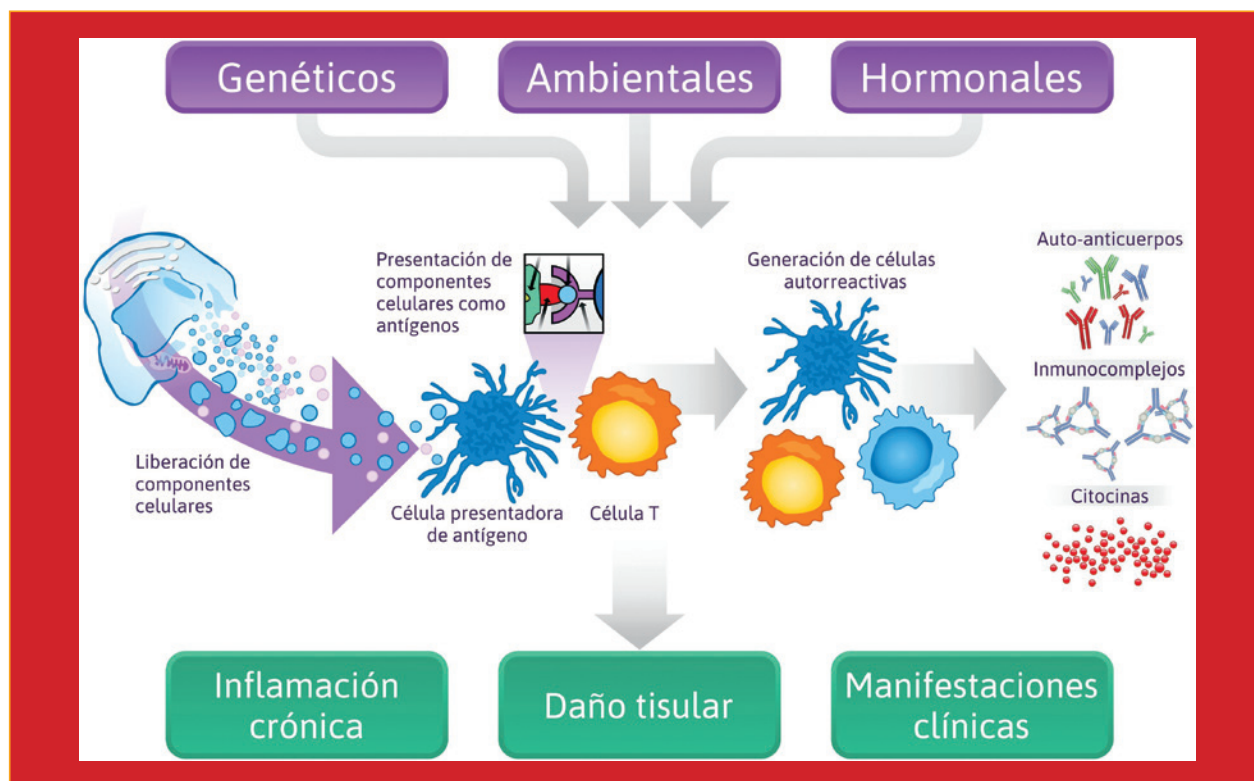 Genéticos
Ambientales
Hormonales
Presentación de
componentes
celulares como
antígenos
Generación de células
autorreactivas
Auto-anticuerpos
Inmunocomplejos
Citocinas
Liberación de
componentes
celulares
Célula presentadora
de antígeno
Célula T
Inflamación
crónica
Daño tisular
Manifestaciones
clínicas